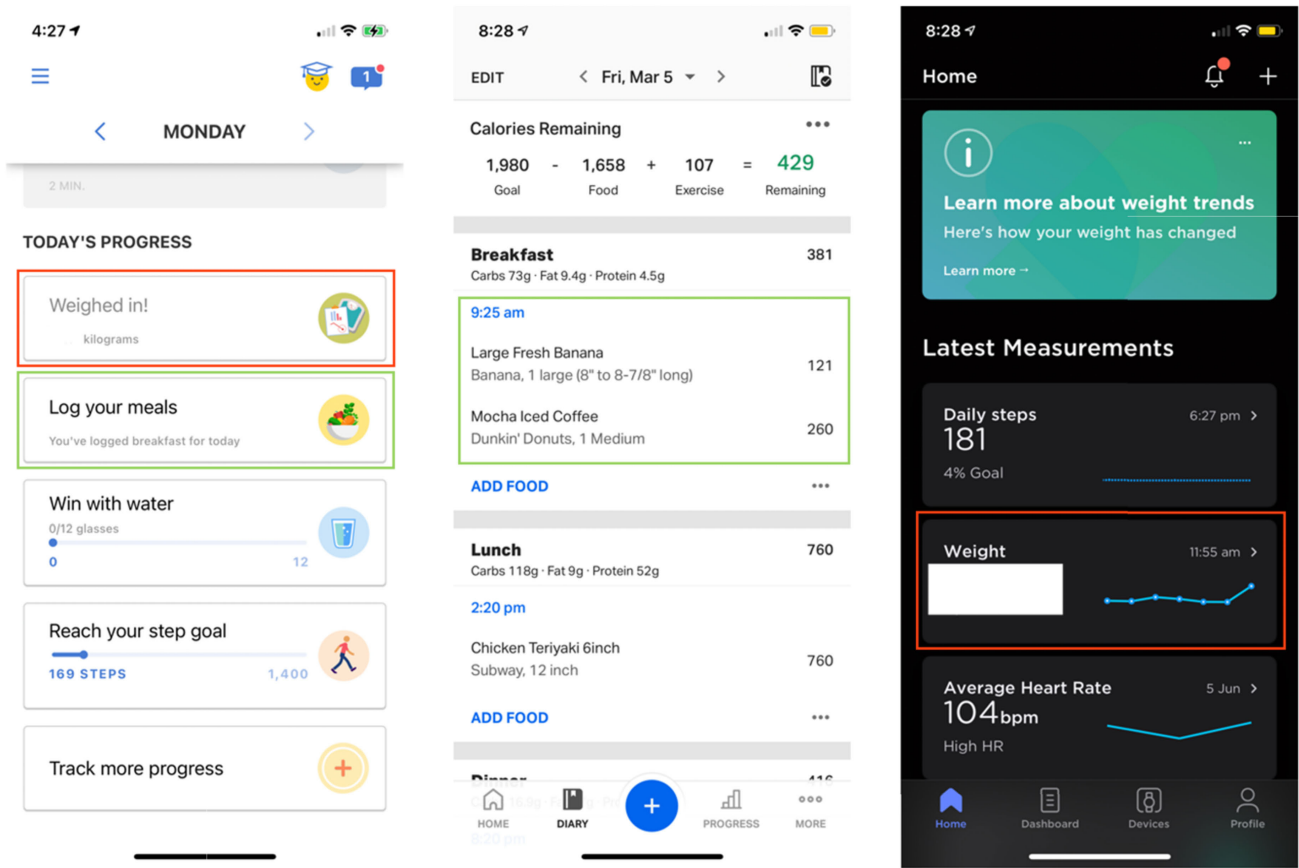 4:27
1
MONDAY
2 MIN.
TODAY'S PROGRESS
Weighed in!
kilograms
Log your meals
You've logged breakfast for today
Win with water
0/12 glasses
0 12
Reach your step goal
169 STEPS 1,400
Track more progress
+
8:28
EDIT < Fri, Mar 5 >
Calories Remaining
1,980 - 1,658 + 107 = 429
Goal Food Exercise Remaining
Breakfast 381
Carbs 73g · Fat 9.4g · Protein 4.5g
9:25 am
Large Fresh Banana
Banana, 1 large (8" to 8-7/8" long) 121
Mocha Iced Coffee
Dunkin' Donuts, 1 Medium 260
ADD FOOD
Lunch 760
Carbs 118g · Fat 9g · Protein 52g
2:20 pm
Chicken Teriyaki 6inch
Subway, 12 inch 760
ADD FOOD
Dinner 416
8:20 pm
HOME DIARY + PROGRESS MORE
8:28
Home +
Learn more about weight trends
Here's how your weight has changed
Learn more→
Latest Measurements
Daily steps 6:27 pm >
181
4% Goal
Weight 11:55 am >
Average Heart Rate 5 Jun >
104bpm
High HR
Home Dashboard Devices Profile